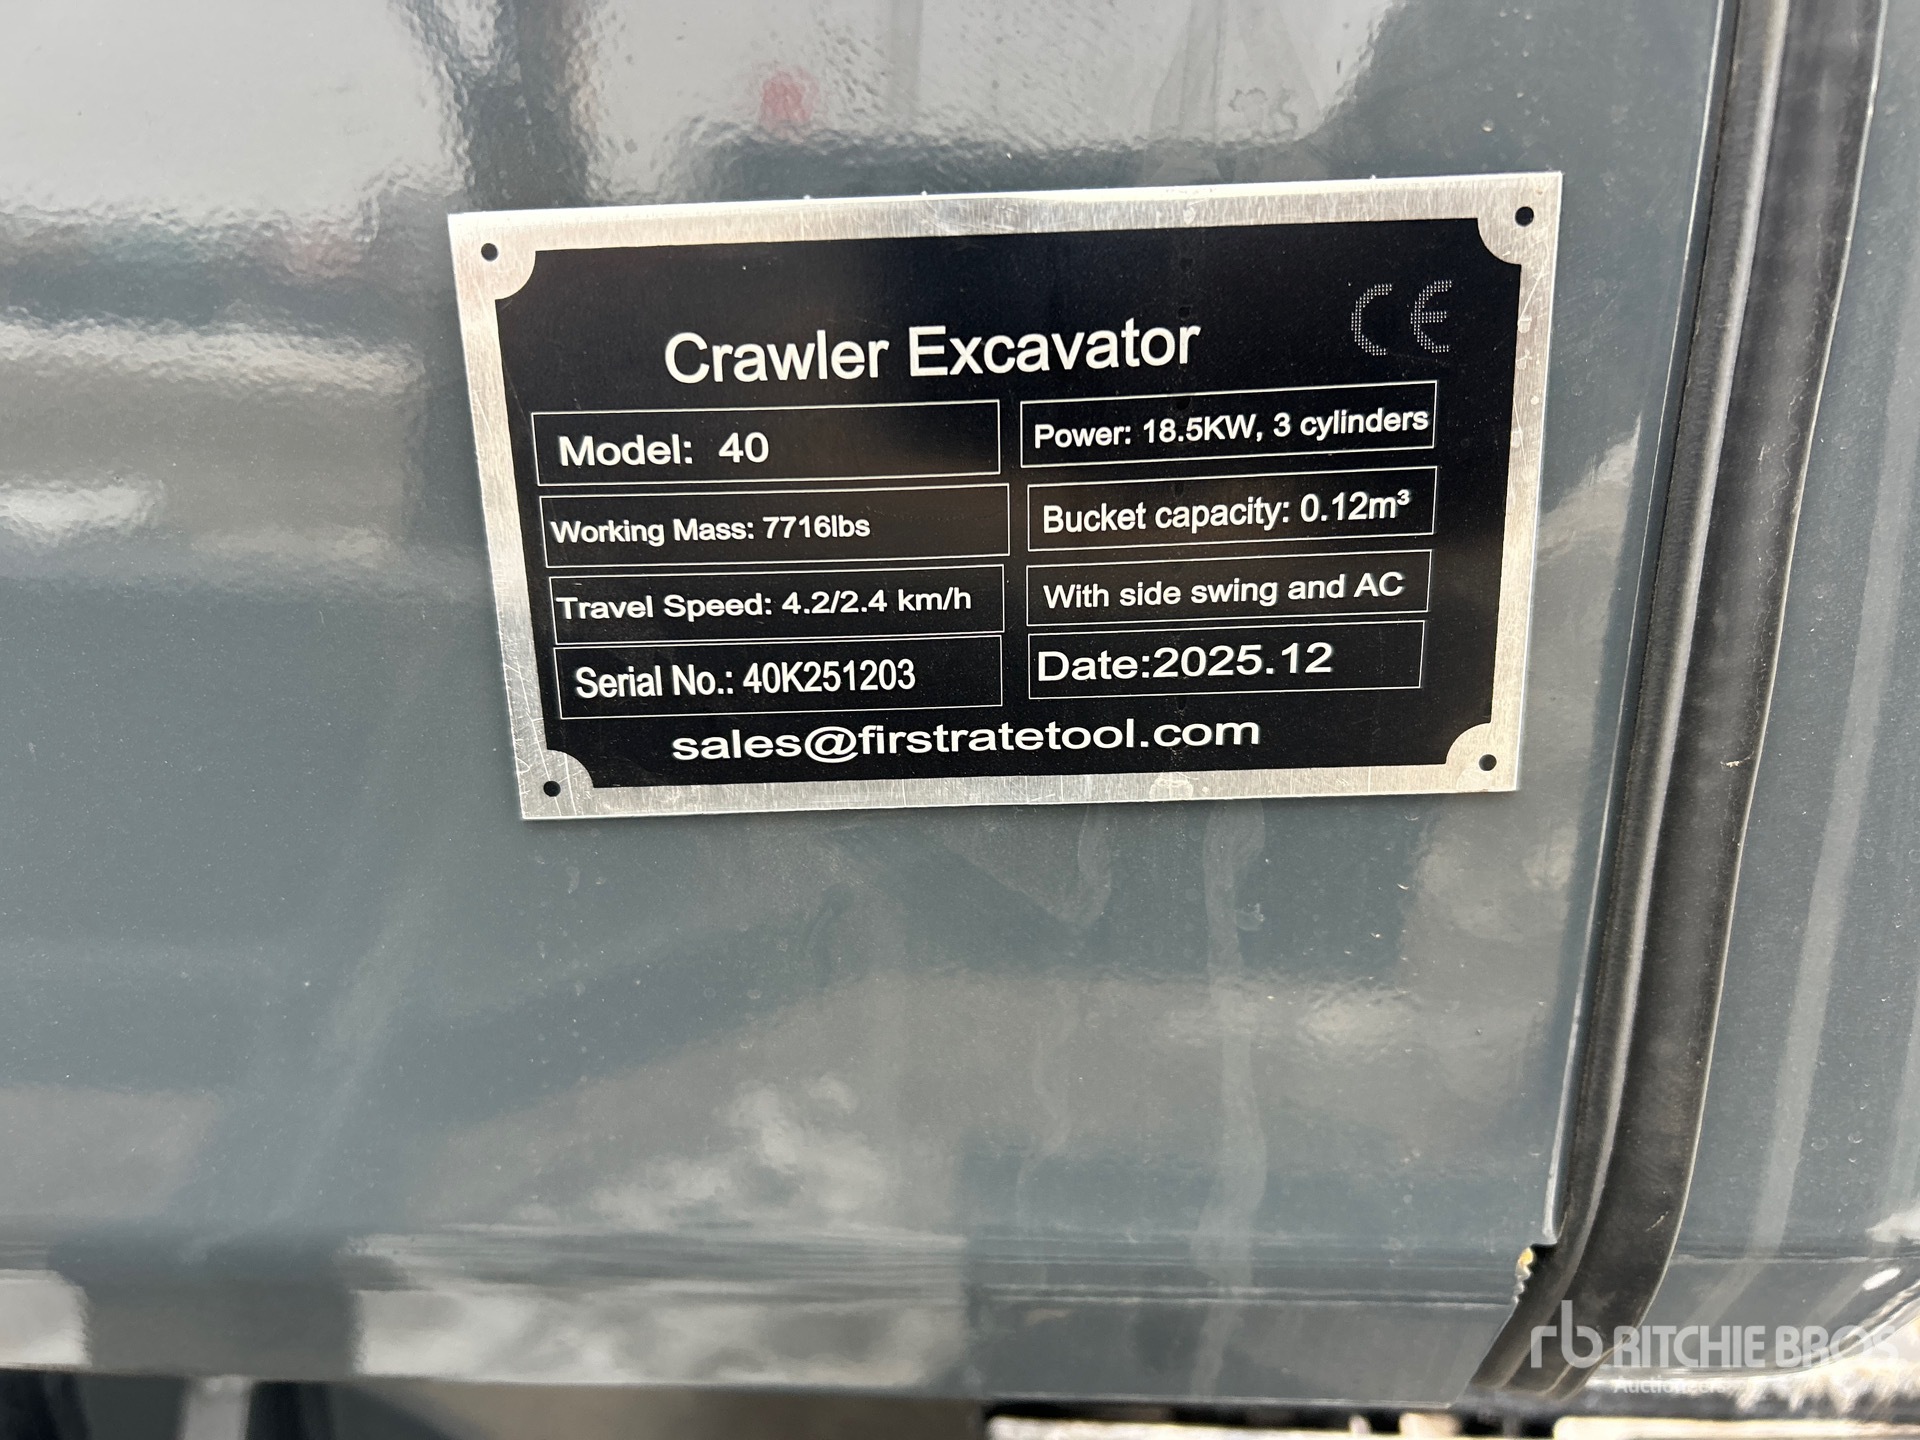 CE
Crawler Excavator
Model: 40
Power: 18.5KW, 3 cylinders
Working Mass: 7716lbs
Bucket capacity: 0.12m³
Travel Speed: 4.2/2.4 km/h
With side swing and AC
Serial No.: 40K251203
Date:2025.12
sales@firstratetool.com
rb RITCHIE BROS
Auctioneers